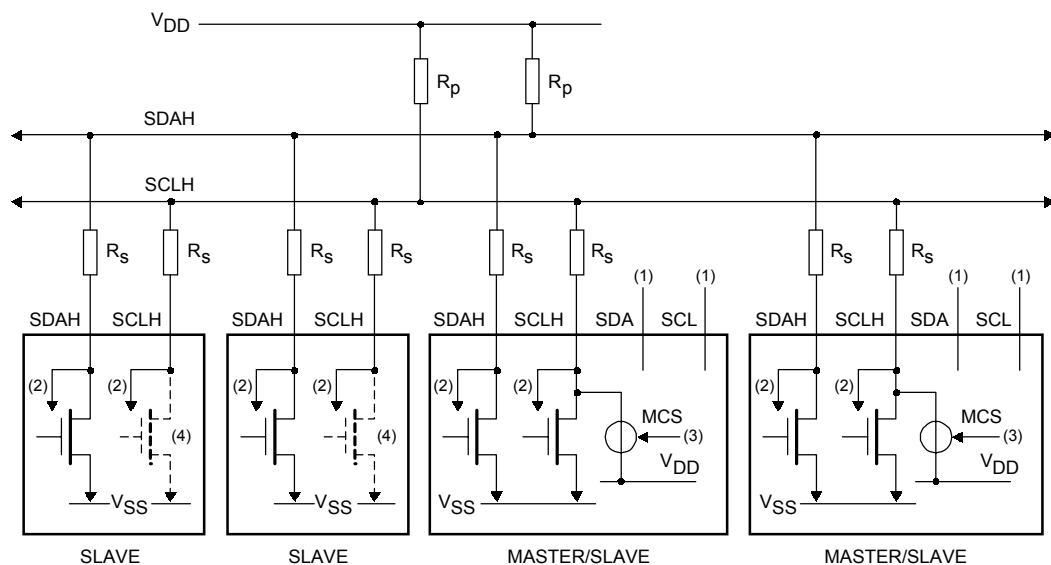 VDD
Rp Rp
SDAH
SCLH
Rs Rs Rs Rs Rs Rs Rs Rs
(1) (1) (1) (1)
SDAH SCLH SDAH SCLH SDAH SCLH SDA SCL SDAH SCLH SDA SCL
(2) (2) (2) (2) (2) (2) (2) (2)
MCS MCS
(4) (4) (3) (3)
VDD VDD
VSS VSS VSS VSS
SLAVE SLAVE MASTER/SLAVE MASTER/SLAVE